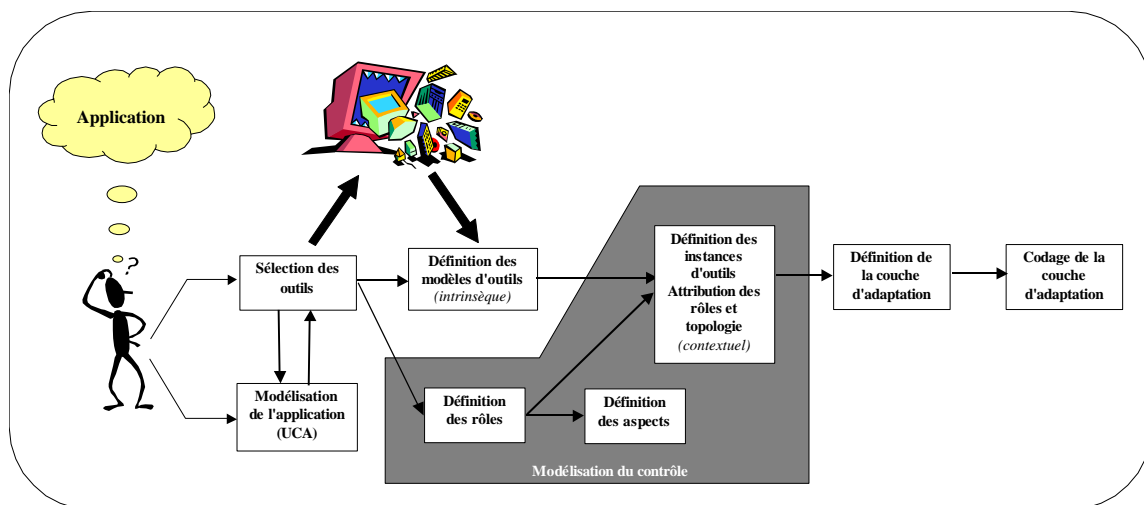 Application
?
Sélection des
outils
Définition des
modèles d'outils
(intrinsèque)
Définition des
instances
d'outils
Attribution des
rôles et
topologie
(contextuel)
Définition de
la couche
d'adaptation
Codage de la
couche
d'adaptation
Modélisation
de l'application
(UCA)
Définition
des rôles
Définition
des aspects
Modélisation du contrôle